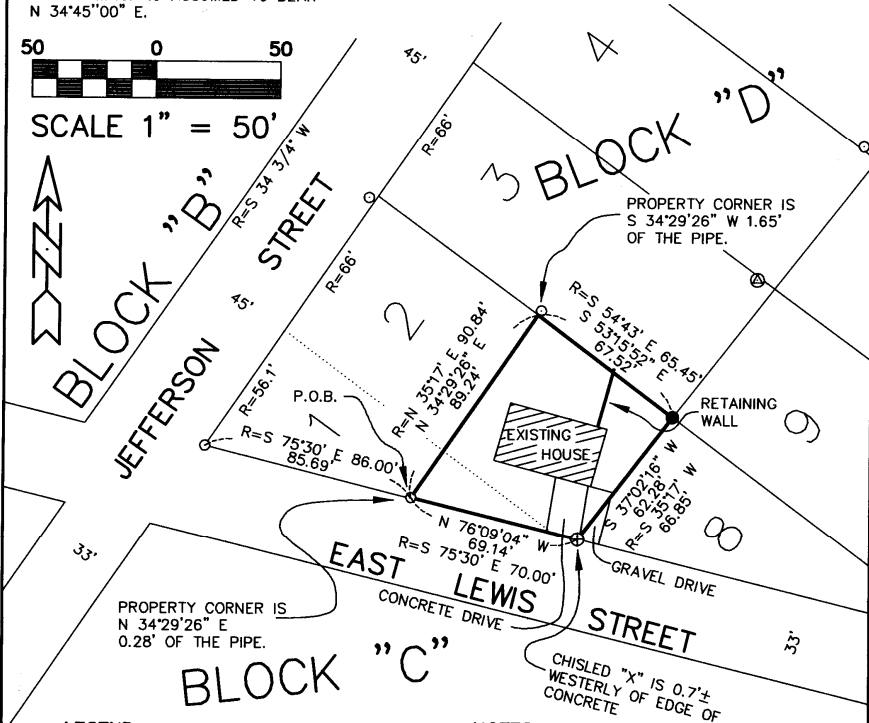 N 34°45"00" E.
50 0 50
SCALE 1" = 50'
N
45'
R=S 34 3/4° W
BLOCK "B"
JEFFERSON STREET
45'
R=66'
R=66'
R=56.1'
4
3
BLOCK "D"
PROPERTY CORNER IS
S 34°29'26" W 1.65'
OF THE PIPE.
2
R=N 35°17' E 90.84'
N 34°29'26" E
89.24'
R=S 54°43' E 65.45'
S 53°15'52" E
67.52'
P.O.B.
1
R=S 75°30' E 86.00'
85.69'
EXISTING
HOUSE
RETAINING
WALL
9
S 37°02'16" W
62.28'
R=S 35°17' W
66.85'
8
N 76°09'04" W
69.14'
R=S 75°30' E 70.00'
GRAVEL DRIVE
33'
EAST LEWIS STREET
33'
CONCRETE DRIVE
PROPERTY CORNER IS
N 34°29'26" E
0.28' OF THE PIPE.
BLOCK "C"
CHISLED "X" IS 0.7'±
WESTERLY OF EDGE OF
CONCRETE